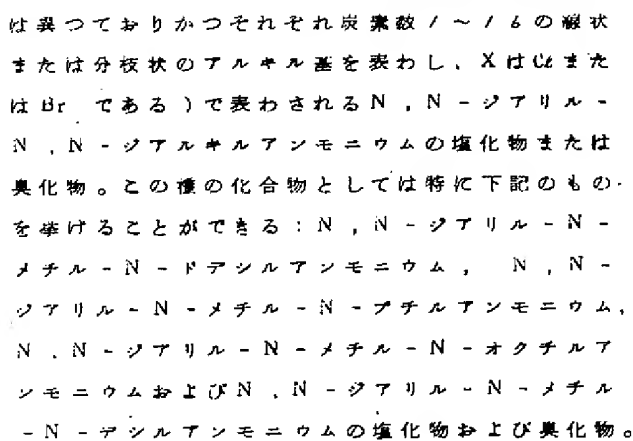 は異つておりかつそれぞれ炭素数1～16の線状
または分枝状のアルキル基を表わし、XはClまた
はBr である)で表わされるN,N-ジアリル-
N,N-ジアルキルアンモニウムの塩化物または
臭化物。この種の化合物としては特に下記のもの
を挙げることができる:N,N-ジアリル-N-
メチル-N-ドデシルアンモニウム, N,N-
ジアリル-N-メチル-N-ブチルアンモニウム,
N,N-ジアリル-N-メチル-N-オクチルア
ンモニウムおよびN,N-ジアリル-N-メチル
-N-デシルアンモニウムの塩化物および臭化物。